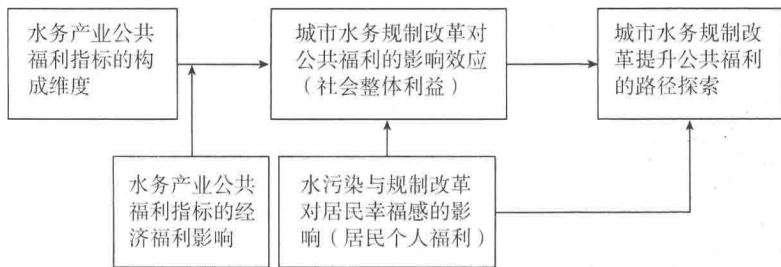 水务产业公共
福利指标的构
成维度
城市水务规制改革对
公共福利的影响效应
（社会整体利益）
城市水务规制改
革提升公共福利
的路径探索
水务产业公共
福利指标的经
济福利影响
水污染与规制改革
对居民幸福感的影
响（居民个人福利）